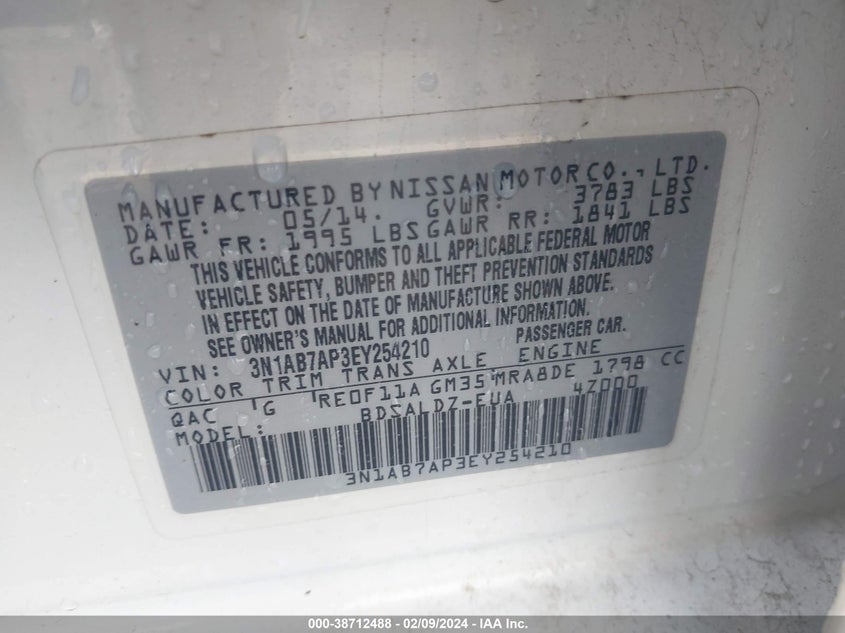 MANUFACTURED BY NISSAN MOTOR CO., LTD.
DATE: 05/14. GVWR: 3783 LBS
GAWR FR: 1995 LBS GAWR RR: 1841 LBS
THIS VEHICLE CONFORMS TO ALL APPLICABLE FEDERAL MOTOR
VEHICLE SAFETY, BUMPER AND THEFT PREVENTION STANDARDS
IN EFFECT ON THE DATE OF MANUFACTURE SHOWN ABOVE.
SEE OWNER'S MANUAL FOR ADDITIONAL INFORMATION.
VIN: 3N1AB7AP3EY254210 PASSENGER CAR.
COLOR TRIM TRANS AXLE ENGINE
QAC G RE0F11A GM35 MRA8DE 1798 CC
MODEL: BDSALDZ-EUA 4Z000
3N1AB7AP3EY254210
000-38712488 - 02/09/2024 - IAA Inc.